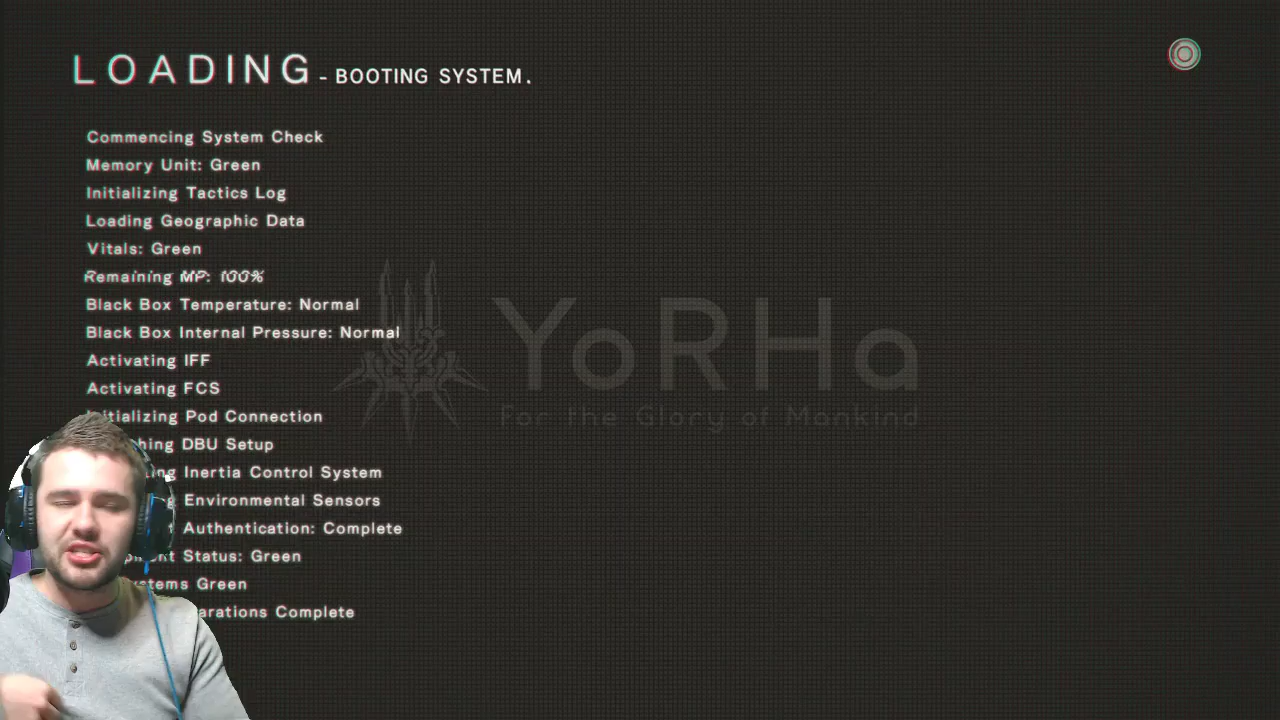 LOADING - BOOTING SYSTEM.
Commencing System Check
Memory Unit: Green
Initializing Tactics Log
Loading Geographic Data
Vitals: Green
Remaining MP: 100%
Black Box Temperature: Normal
Black Box Internal Pressure: Normal
Activating IFF
Activating FCS
Initializing Pod Connection
DBU Setup
Inertia Control System
Environmental Sensors
Authentication: Complete
Status: Green
Green
Complete
YoRHa
For the Glory of Mankind